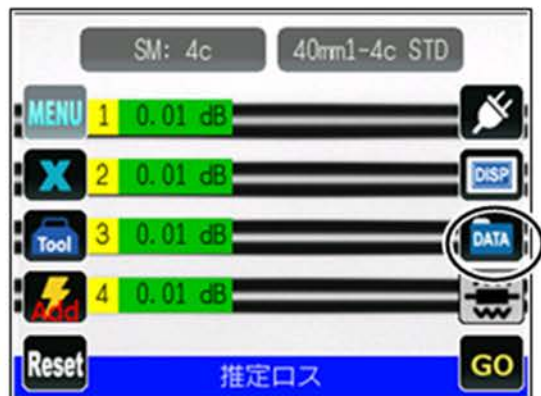 SM: 4c 40mm1-4c STD
MENU 1 0.01 dB
X 2 0.01 dB DISP
Tool 3 0.01 dB DATA
Add 4 0.01 dB
Reset 推定ロス GO